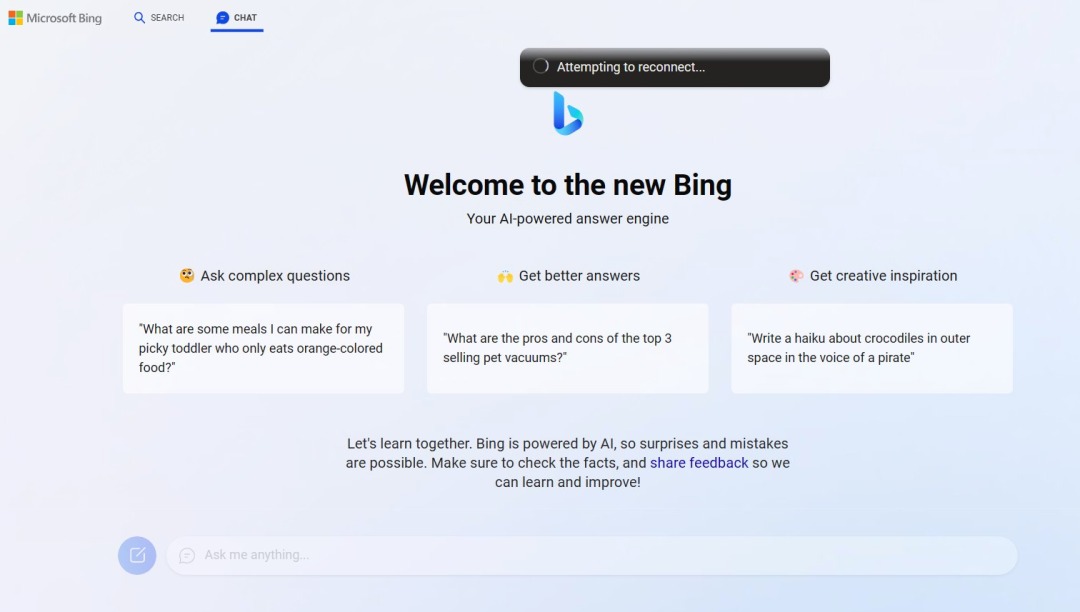 Microsoft Bing
SEARCH
CHAT
Attempting to reconnect...
Welcome to the new Bing
Your AI-powered answer engine
Ask complex questions
"What are some meals I can make for my
picky toddler who only eats orange-colored
food?"
Get better answers
"What are the pros and cons of the top 3
selling pet vacuums?"
Get creative inspiration
"Write a haiku about crocodiles in outer
space in the voice of a pirate"
Let's learn together. Bing is powered by AI, so surprises and mistakes
are possible. Make sure to check the facts, and share feedback so we
can learn and improve!
Ask me anything...